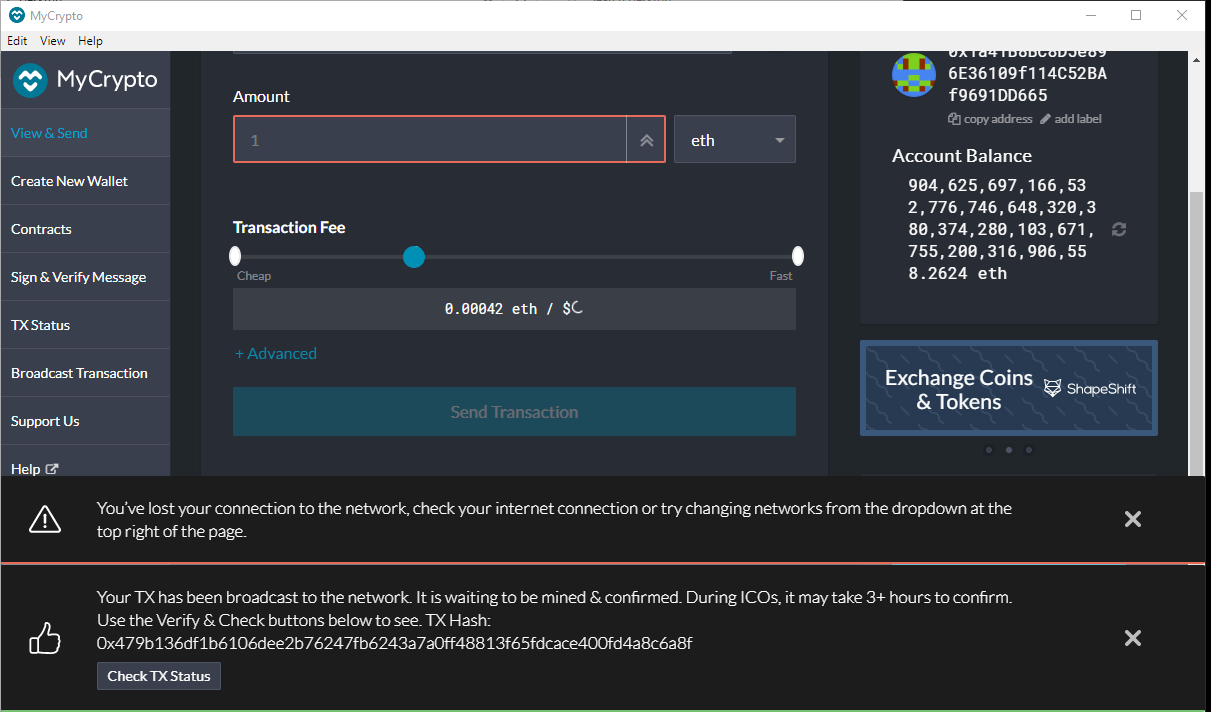 MyCrypto
Edit View Help
MyCrypto
View & Send
Create New Wallet
Contracts
Sign & Verify Message
TX Status
Broadcast Transaction
Support Us
Help
Amount
1
eth
Transaction Fee
Cheap
Fast
0.00042 eth / $
+ Advanced
Send Transaction
6E36109f114C52BA
f9691DD665
copy address add label
Account Balance
904,625,697,166,53
2,776,746,648,320,3
80,374,280,103,671,
755,200,316,906,55
8.2624 eth
Exchange Coins
& Tokens
ShapeShift
You've lost your connection to the network, check your internet connection or try changing networks from the dropdown at the
top right of the page.
Your TX has been broadcast to the network. It is waiting to be mined & confirmed. During ICOs, it may take 3+ hours to confirm.
Use the Verify & Check buttons below to see. TX Hash:
0x479b136df1b6106dee2b76247fb6243a7a0ff48813f65fdcace400fd4a8c6a8f
Check TX Status